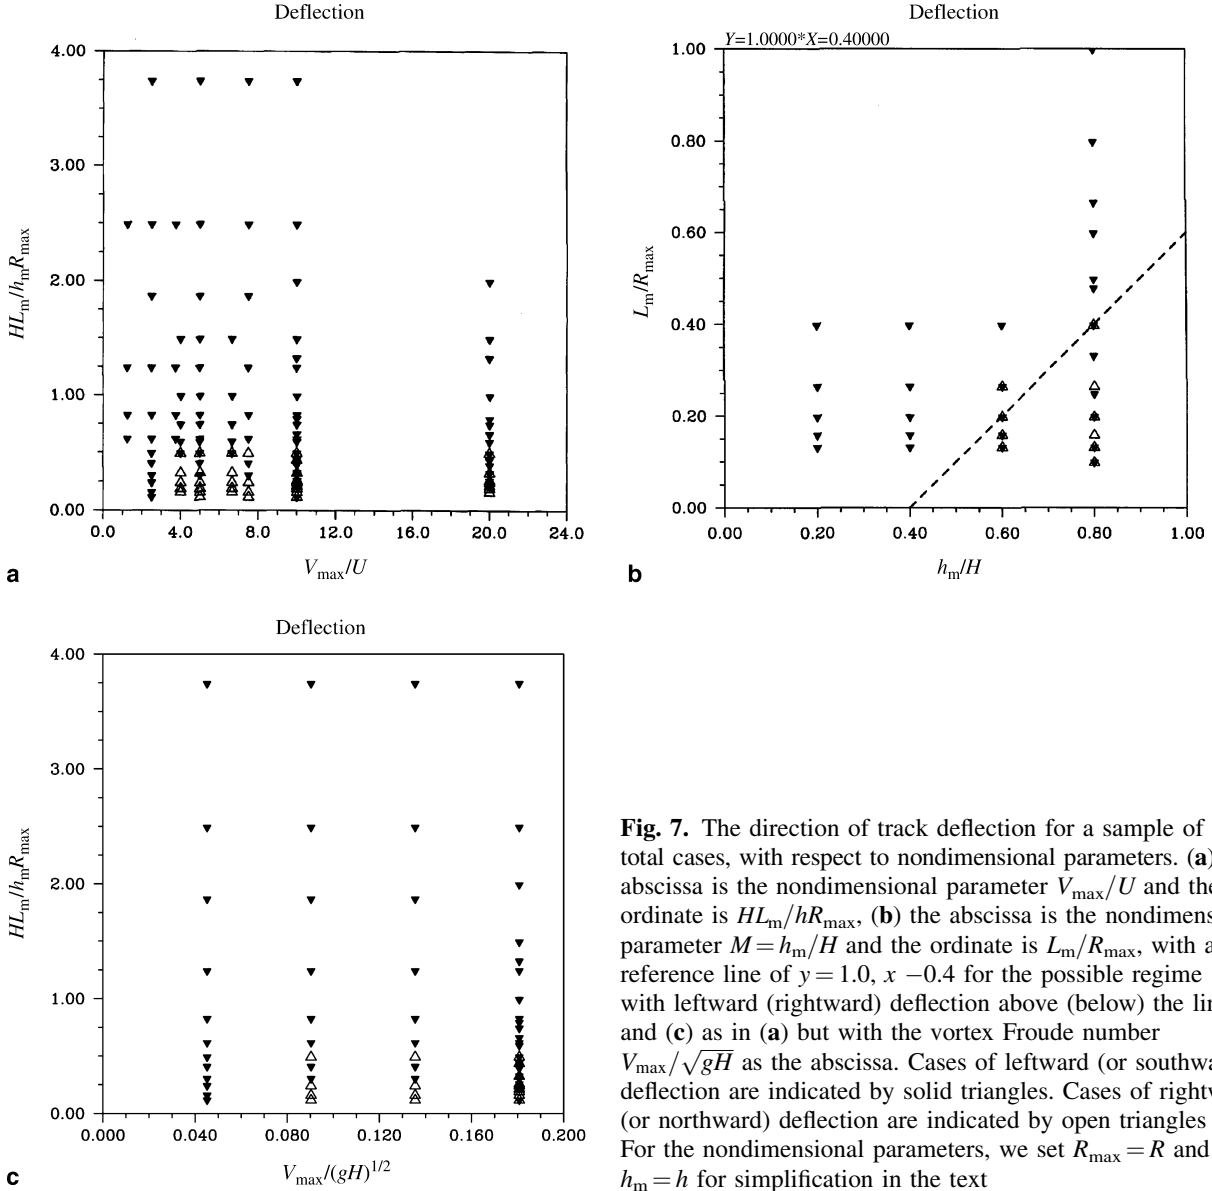 Deflection
4.00
3.00
2.00
1.00
0.00
HLm/hmRmax
0.0 4.0 8.0 12.0 16.0 20.0 24.0
Vmax/U
a
Deflection
Y=1.0000*X=0.40000
1.00
0.80
0.60
0.40
0.20
0.00
Lm/Rmax
0.00 0.20 0.40 0.60 0.80 1.00
hm/H
b
Deflection
4.00
3.00
2.00
1.00
0.00
HLm/hmRmax
0.000 0.040 0.080 0.120 0.160 0.200
Vmax/(gH)1/2
c
Fig. 7. The direction of track deflection for a sample of
total cases, with respect to nondimensional parameters. (a)
abscissa is the nondimensional parameter Vmax/U and the
ordinate is HLm/hRmax, (b) the abscissa is the nondimens
parameter M=hm/H and the ordinate is Lm/Rmax, with a
reference line of y=1.0, x −0.4 for the possible regime
with leftward (rightward) deflection above (below) the lin
and (c) as in (a) but with the vortex Froude number
Vmax/√gH as the abscissa. Cases of leftward (or southwa
deflection are indicated by solid triangles. Cases of rightw
(or northward) deflection are indicated by open triangles
For the nondimensional parameters, we set Rmax=R and
hm=h for simplification in the text